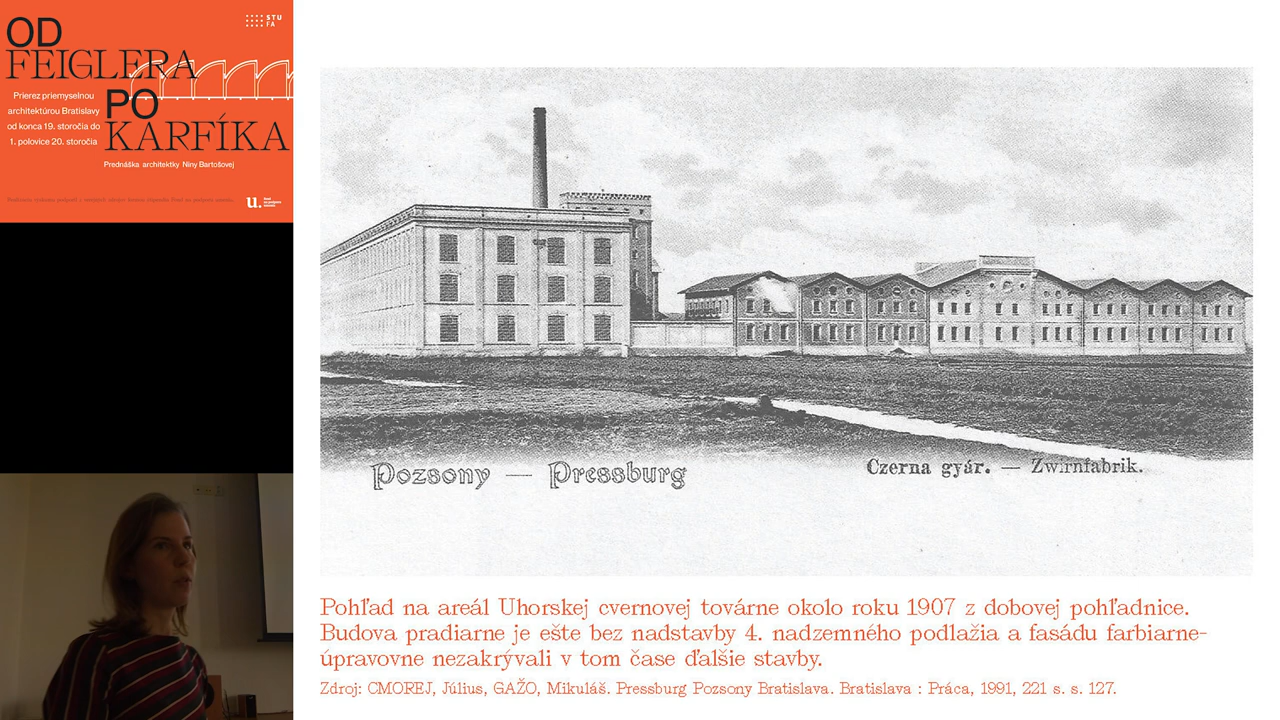 STU
FA
OD
FEIGLERA
PO
KARFÍKA
Prierez priemyselnou
architektúrou Bratislavy
od konca 19. storočia do
1. polovice 20. storočia
Prednáška architektky Niny Bartošovej
u.
Pozsony — Pressburg
Czerna gyár. — Zwirnfabrik.
Pohľad na areál Uhorskej cvernovej továrne okolo roku 1907 z dobovej pohľadnice.
Budova pradiarne je ešte bez nadstavby 4. nadzemného podlažia a fasádu farbiarne-
úpravovne nezakrývali v tom čase ďalšie stavby.
Zdroj: CMOREJ, Július, GAŽO, Mikuláš. Pressburg Pozsony Bratislava. Bratislava : Práca, 1991, 221 s. s. 127.